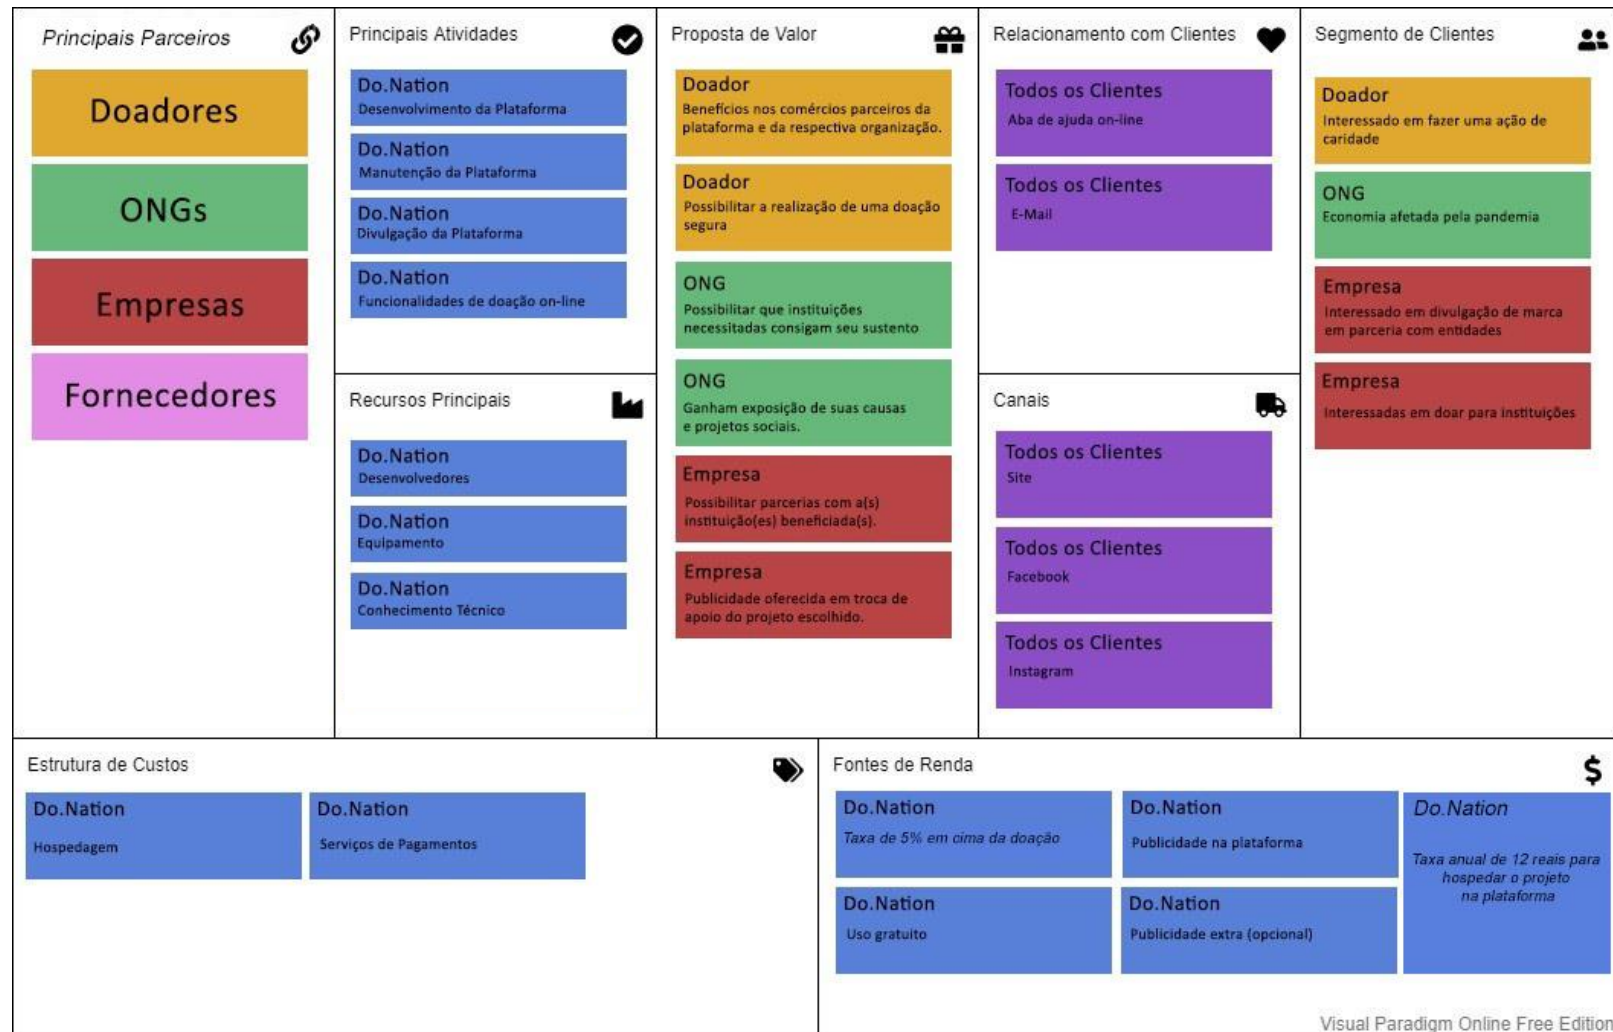 Principais Parceiros
Doadores
ONGs
Empresas
Fornecedores
Principais Atividades
Do.Nation
Desenvolvimento da Plataforma
Do.Nation
Manutenção da Plataforma
Do.Nation
Divulgação da Plataforma
Do.Nation
Funcionalidades de doação on-line
Recursos Principais
Do.Nation
Desenvolvedores
Do.Nation
Equipamento
Do.Nation
Conhecimento Técnico
Proposta de Valor
Doador
Benefícios nos comércios parceiros da
plataforma e da respectiva organização.
Doador
Possibilitar a realização de uma doação
segura
ONG
Possibilitar que instituições
necessitadas consigam seu sustento
ONG
Ganham exposição de suas causas
e projetos sociais.
Empresa
Possibilitar parcerias com a(s)
instituição(es) beneficiada(s).
Empresa
Publicidade oferecida em troca de
apoio do projeto escolhido.
Relacionamento com Clientes
Todos os Clientes
Aba de ajuda on-line
Todos os Clientes
E-Mail
Canais
Todos os Clientes
Site
Todos os Clientes
Facebook
Todos os Clientes
Instagram
Segmento de Clientes
Doador
Interessado em fazer uma ação de
caridade
ONG
Economia afetada pela pandemia
Empresa
Interessado em divulgação de marca
em parceria com entidades
Empresa
Interessadas em doar para instituições
Estrutura de Custos
Do.Nation
Hospedagem
Do.Nation
Serviços de Pagamentos
Fontes de Renda
Do.Nation
Taxa de 5% em cima da doação
Do.Nation
Publicidade na plataforma
Do.Nation
Taxa anual de 12 reais para
hospedar o projeto
na plataforma
Do.Nation
Uso gratuito
Do.Nation
Publicidade extra (opcional)
Visual Paradigm Online Free Edition